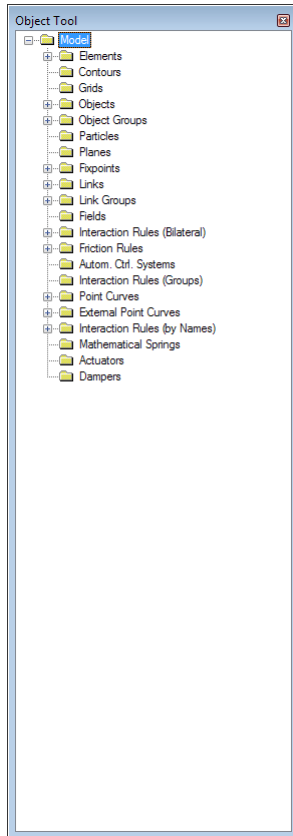 Object Tool
Model
Elements
Contours
Grids
Objects
Object Groups
Particles
Planes
Fixpoints
Links
Link Groups
Fields
Interaction Rules (Bilateral)
Friction Rules
Autom. Ctrl. Systems
Interaction Rules (Groups)
Point Curves
External Point Curves
Interaction Rules (by Names)
Mathematical Springs
Actuators
Dampers